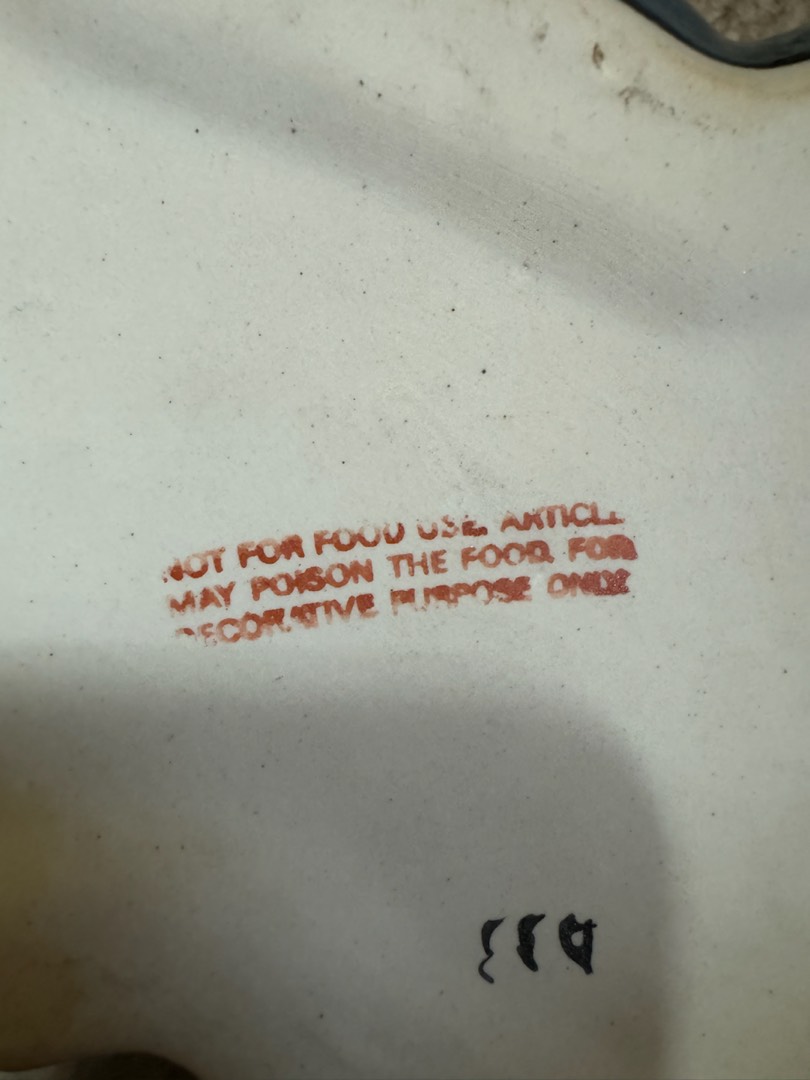 NOT FOR FOOD USE. ARTICLE
MAY POISON THE FOOD. FOR
DECORATIVE PURPOSE ONLY.